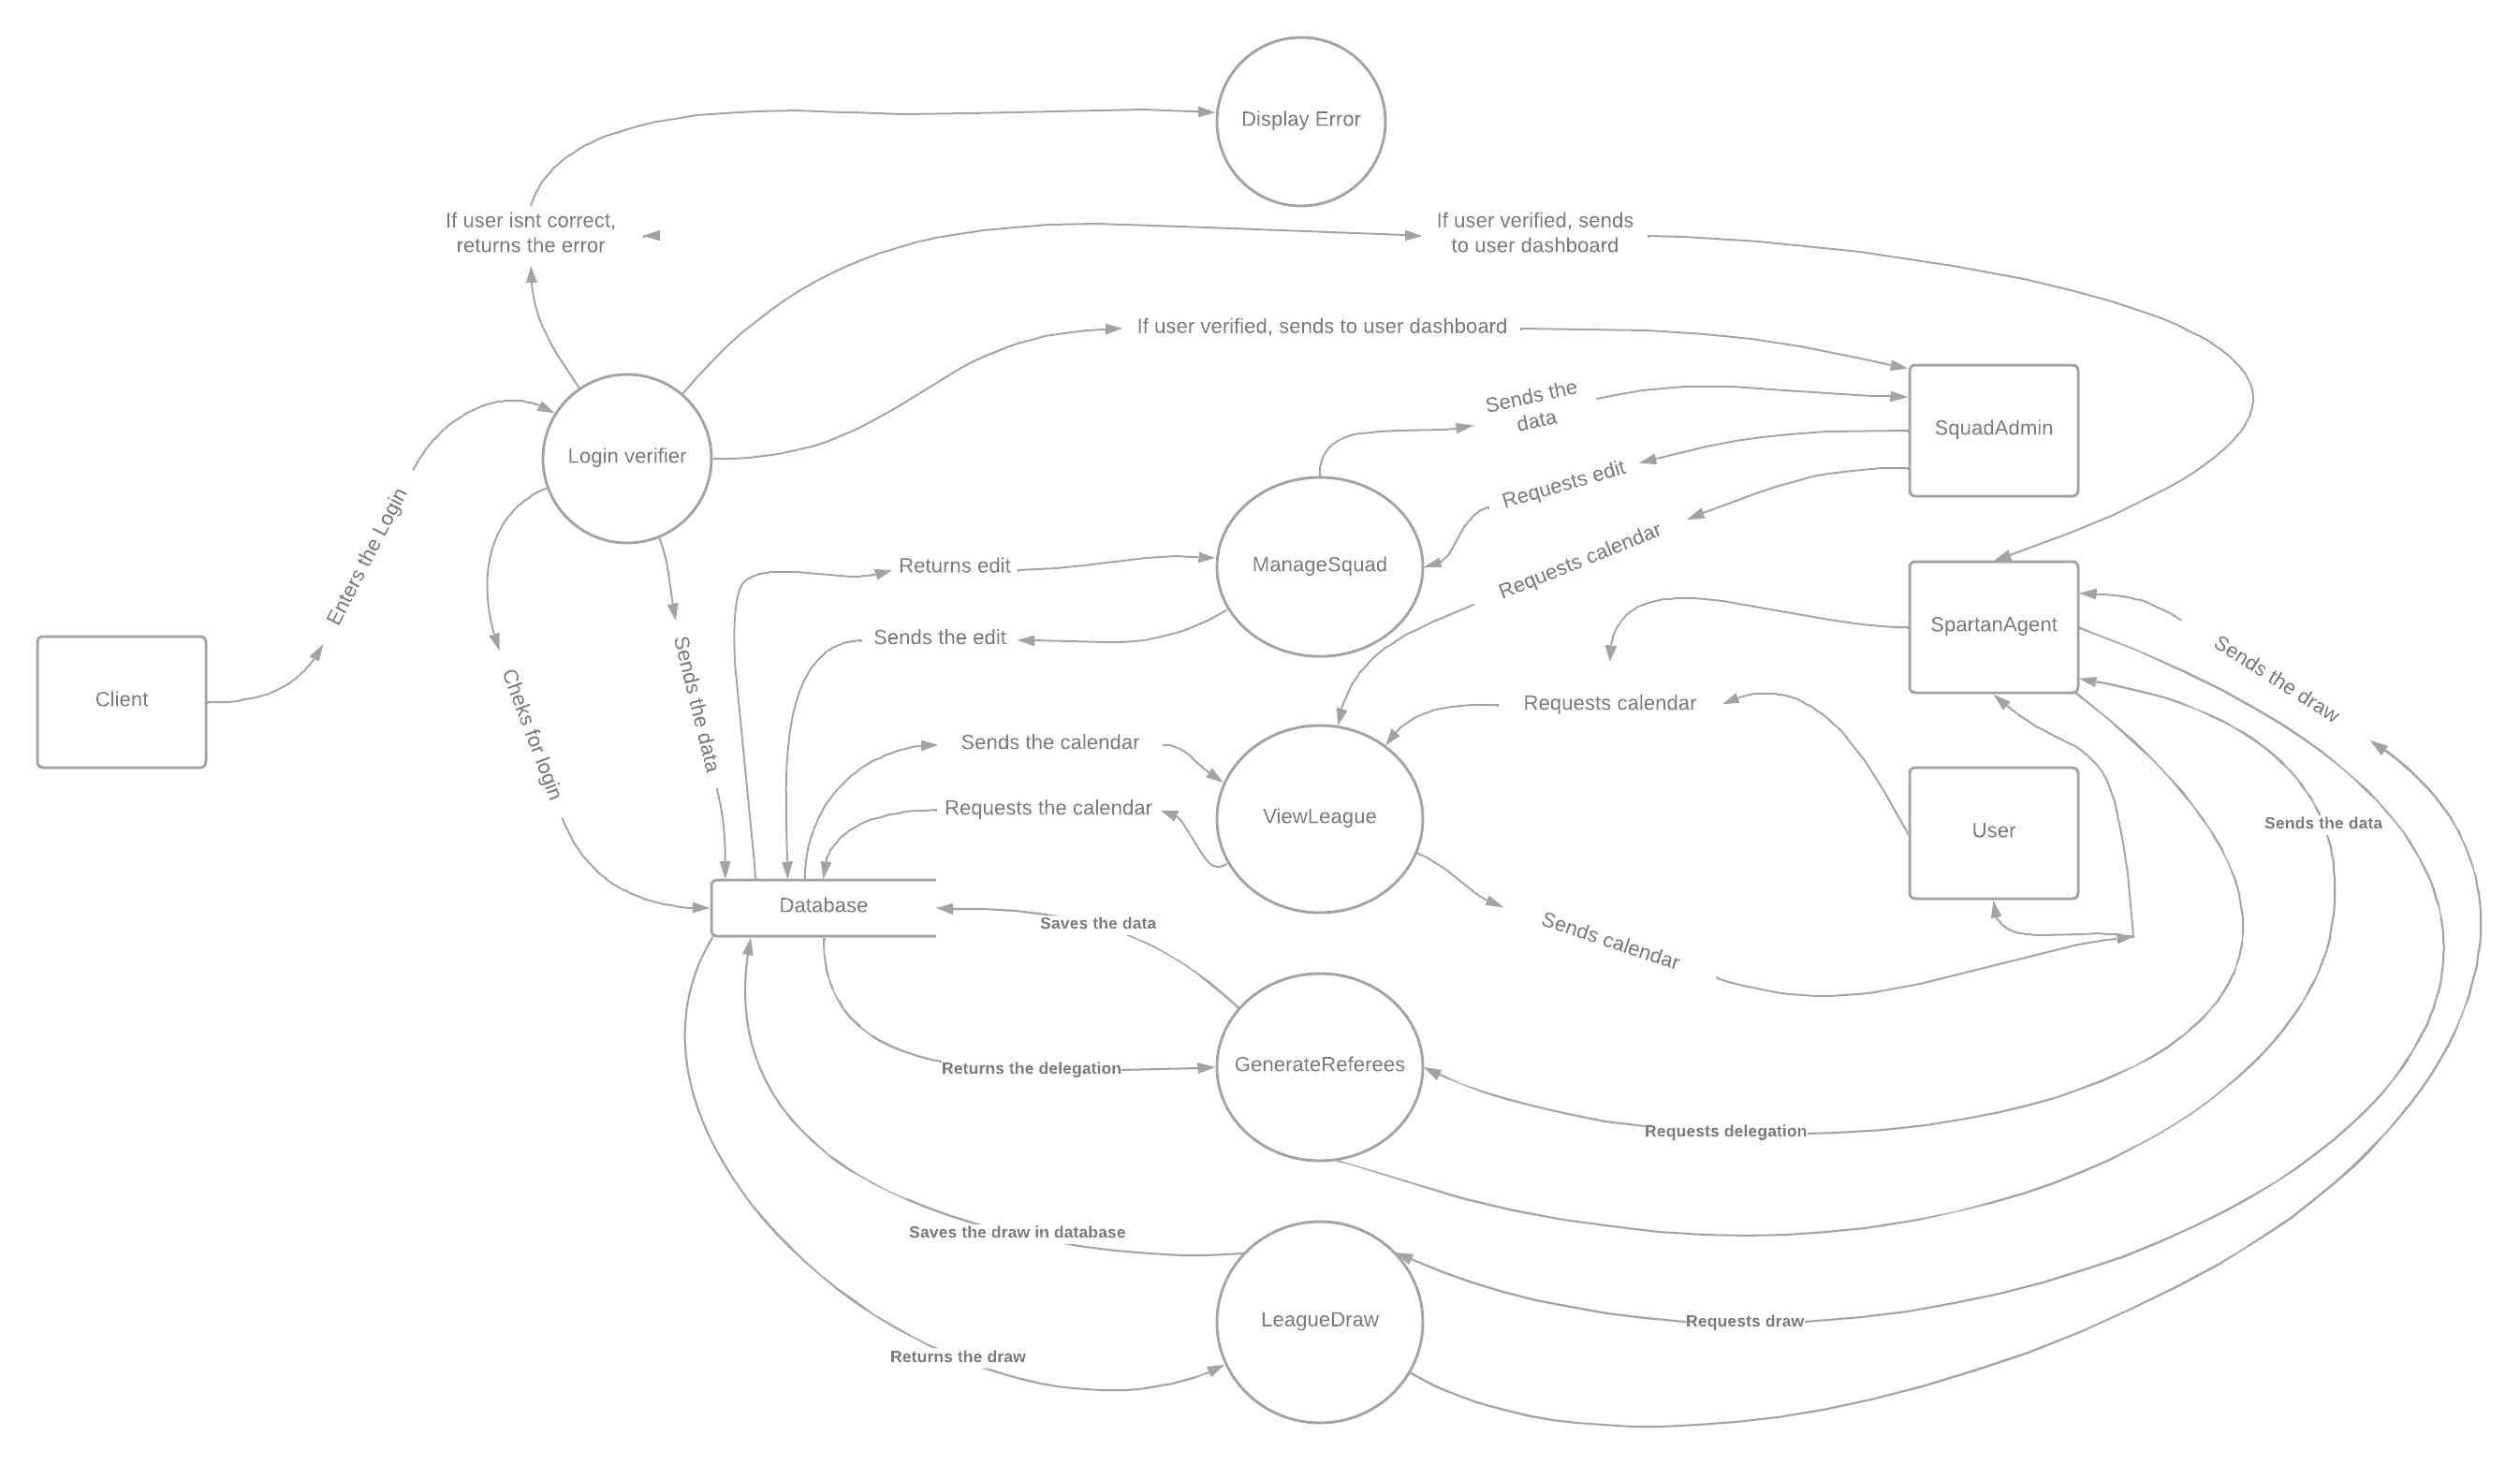 Display Error
If user isnt correct,
returns the error
If user verified, sends
to user dashboard
If user verified, sends to user dashboard
Sends the
data
SquadAdmin
Login verifier
Requests edit
Enters the Login
Returns edit
ManageSquad
Requests calendar
Sends the edit
SpartanAgent
Sends the draw
Client
Cheks for login
Sends the data
Requests calendar
Sends the calendar
Requests the calendar
ViewLeague
User
Sends the data
Database
Saves the data
Sends calendar
Returns the delegation
GenerateReferees
Requests delegation
Saves the draw in database
LeagueDraw
Requests draw
Returns the draw